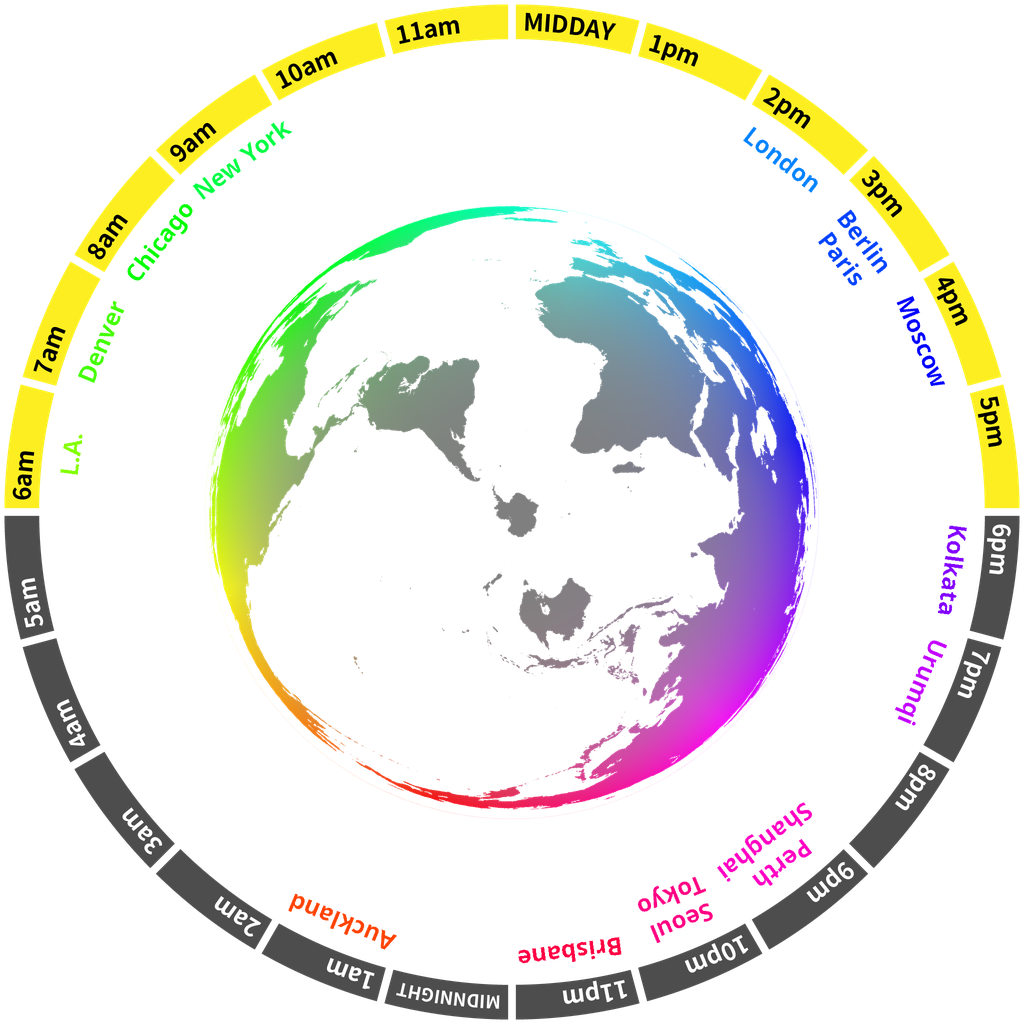 MIDDAY
1pm
2pm
3pm
4pm
5pm
6pm
7pm
8pm
9pm
10pm
11pm
MIDNNIGHT
1am
2am
3am
4am
5am
6am
7am
8am
9am
10am
11am
London
Berlin
Paris
Moscow
Kolkata
Urumqi
Shanghai
Perth
Tokyo
Seoul
Brisbane
Auckland
L.A.
Denver
Chicago
New York